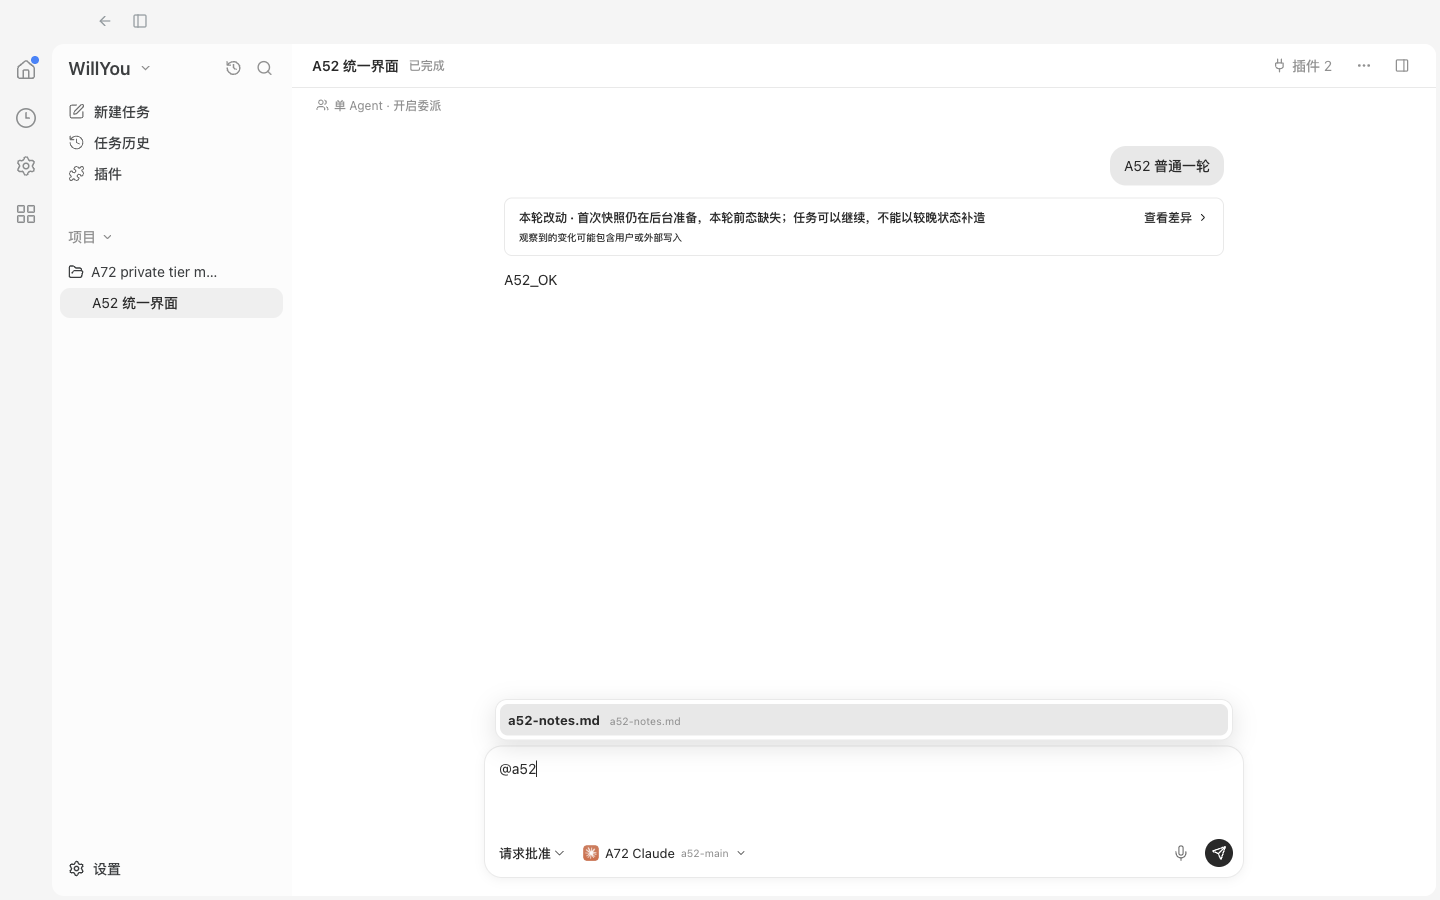 WillYou
新建任务
任务历史
插件
项目
A72 private tier m...
A52 统一界面
设置
A52 统一界面 已完成
插件 2
单 Agent · 开启委派
A52 普通一轮
本轮改动 · 首次快照仍在后台准备，本轮前态缺失；任务可以继续，不能以较晚状态补造
查看差异
观察到的变化可能包含用户或外部写入
A52_OK
a52-notes.md a52-notes.md
@a52
请求批准 A72 Claude a52-main